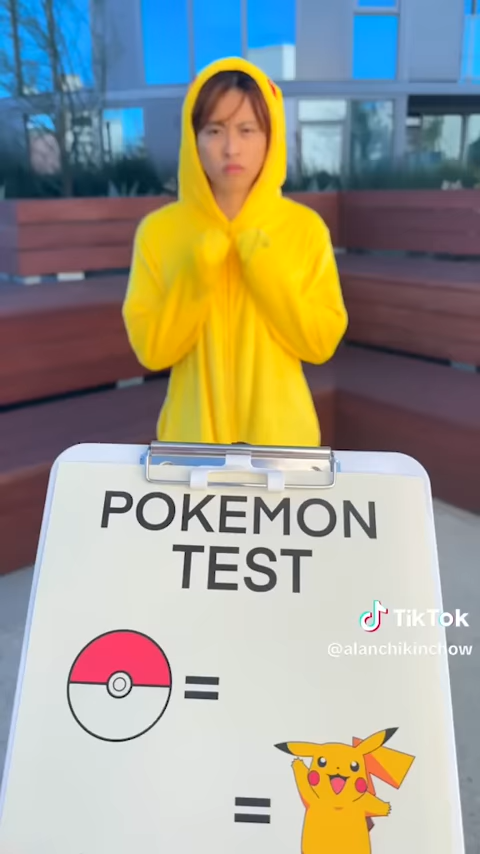 POKEMON
TEST
TikTok
@alanchikinchow
=
=